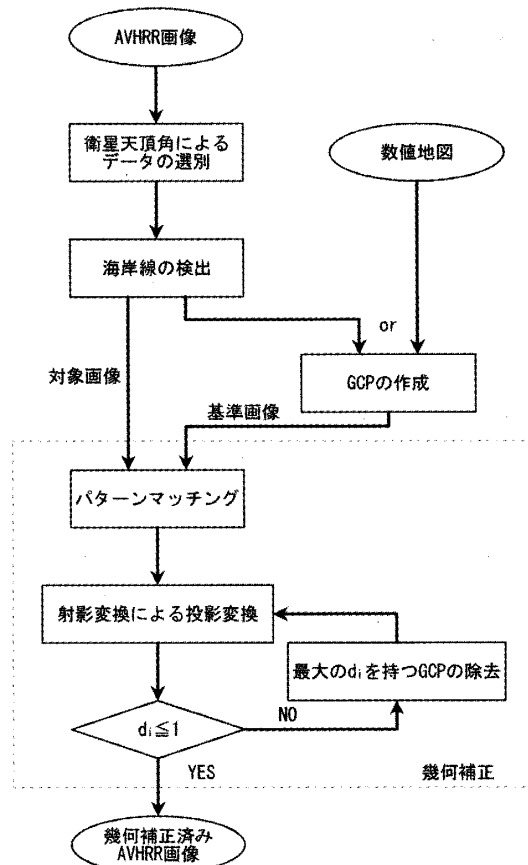 AVHRR画像
衛星天頂角による
データの選別
数値地図
海岸線の検出
or
対象画像
GCPの作成
基準画像
パターンマッチング
射影変換による投影変換
最大のdiを持つGCPの除去
di≦1
NO
YES
幾何補正
幾何補正済み
AVHRR画像